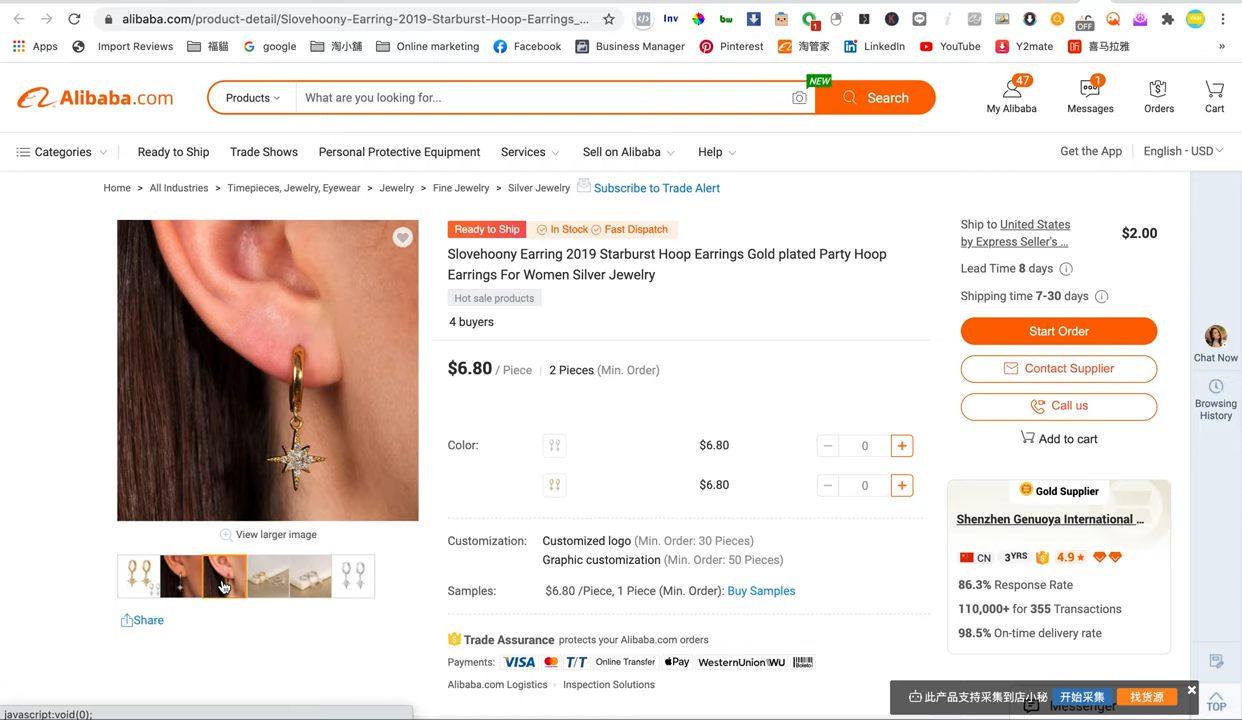 alibaba.com/product-detail/Slovehoony-Earring-2019-Starburst-Hoop-Earrings_...
Inv
bw
1
OFF
Apps
Import Reviews
福貓
google
淘小舖
Online marketing
Facebook
Business Manager
Pinterest
淘管家
LinkedIn
YouTube
Y2mate
喜马拉雅
»
Alibaba.com
Products
What are you looking for...
NEW
Search
47
My Alibaba
1
Messages
Orders
Cart
Categories
Ready to Ship
Trade Shows
Personal Protective Equipment
Services
Sell on Alibaba
Help
Get the App
English - USD
Home > All Industries > Timepieces, Jewelry, Eyewear > Jewelry > Fine Jewelry > Silver Jewelry
Subscribe to Trade Alert
Ready to Ship
In Stock
Fast Dispatch
Slovehoony Earring 2019 Starburst Hoop Earrings Gold plated Party Hoop
Earrings For Women Silver Jewelry
Hot sale products
4 buyers
$6.80 / Piece | 2 Pieces (Min. Order)
Color:
$6.80
− 0 +
$6.80
− 0 +
Customization: Customized logo (Min. Order: 30 Pieces)
Graphic customization (Min. Order: 50 Pieces)
Samples: $6.80 /Piece, 1 Piece (Min. Order): Buy Samples
Trade Assurance protects your Alibaba.com orders
Payments: VISA T/T Online Transfer Pay WesternUnion WU Boleto
Alibaba.com Logistics · Inspection Solutions
View larger image
Share
Ship to United States
by Express Seller's ...
$2.00
Lead Time 8 days
Shipping time 7-30 days
Start Order
Contact Supplier
Call us
Add to cart
Gold Supplier
Shenzhen Genuoya International ...
CN 3YRS 4.9
86.3% Response Rate
110,000+ for 355 Transactions
98.5% On-time delivery rate
Chat Now
Browsing
History
此产品支持采集到店小秘
开始采集
找货源
Messenger
TOP
javascript:void(0);